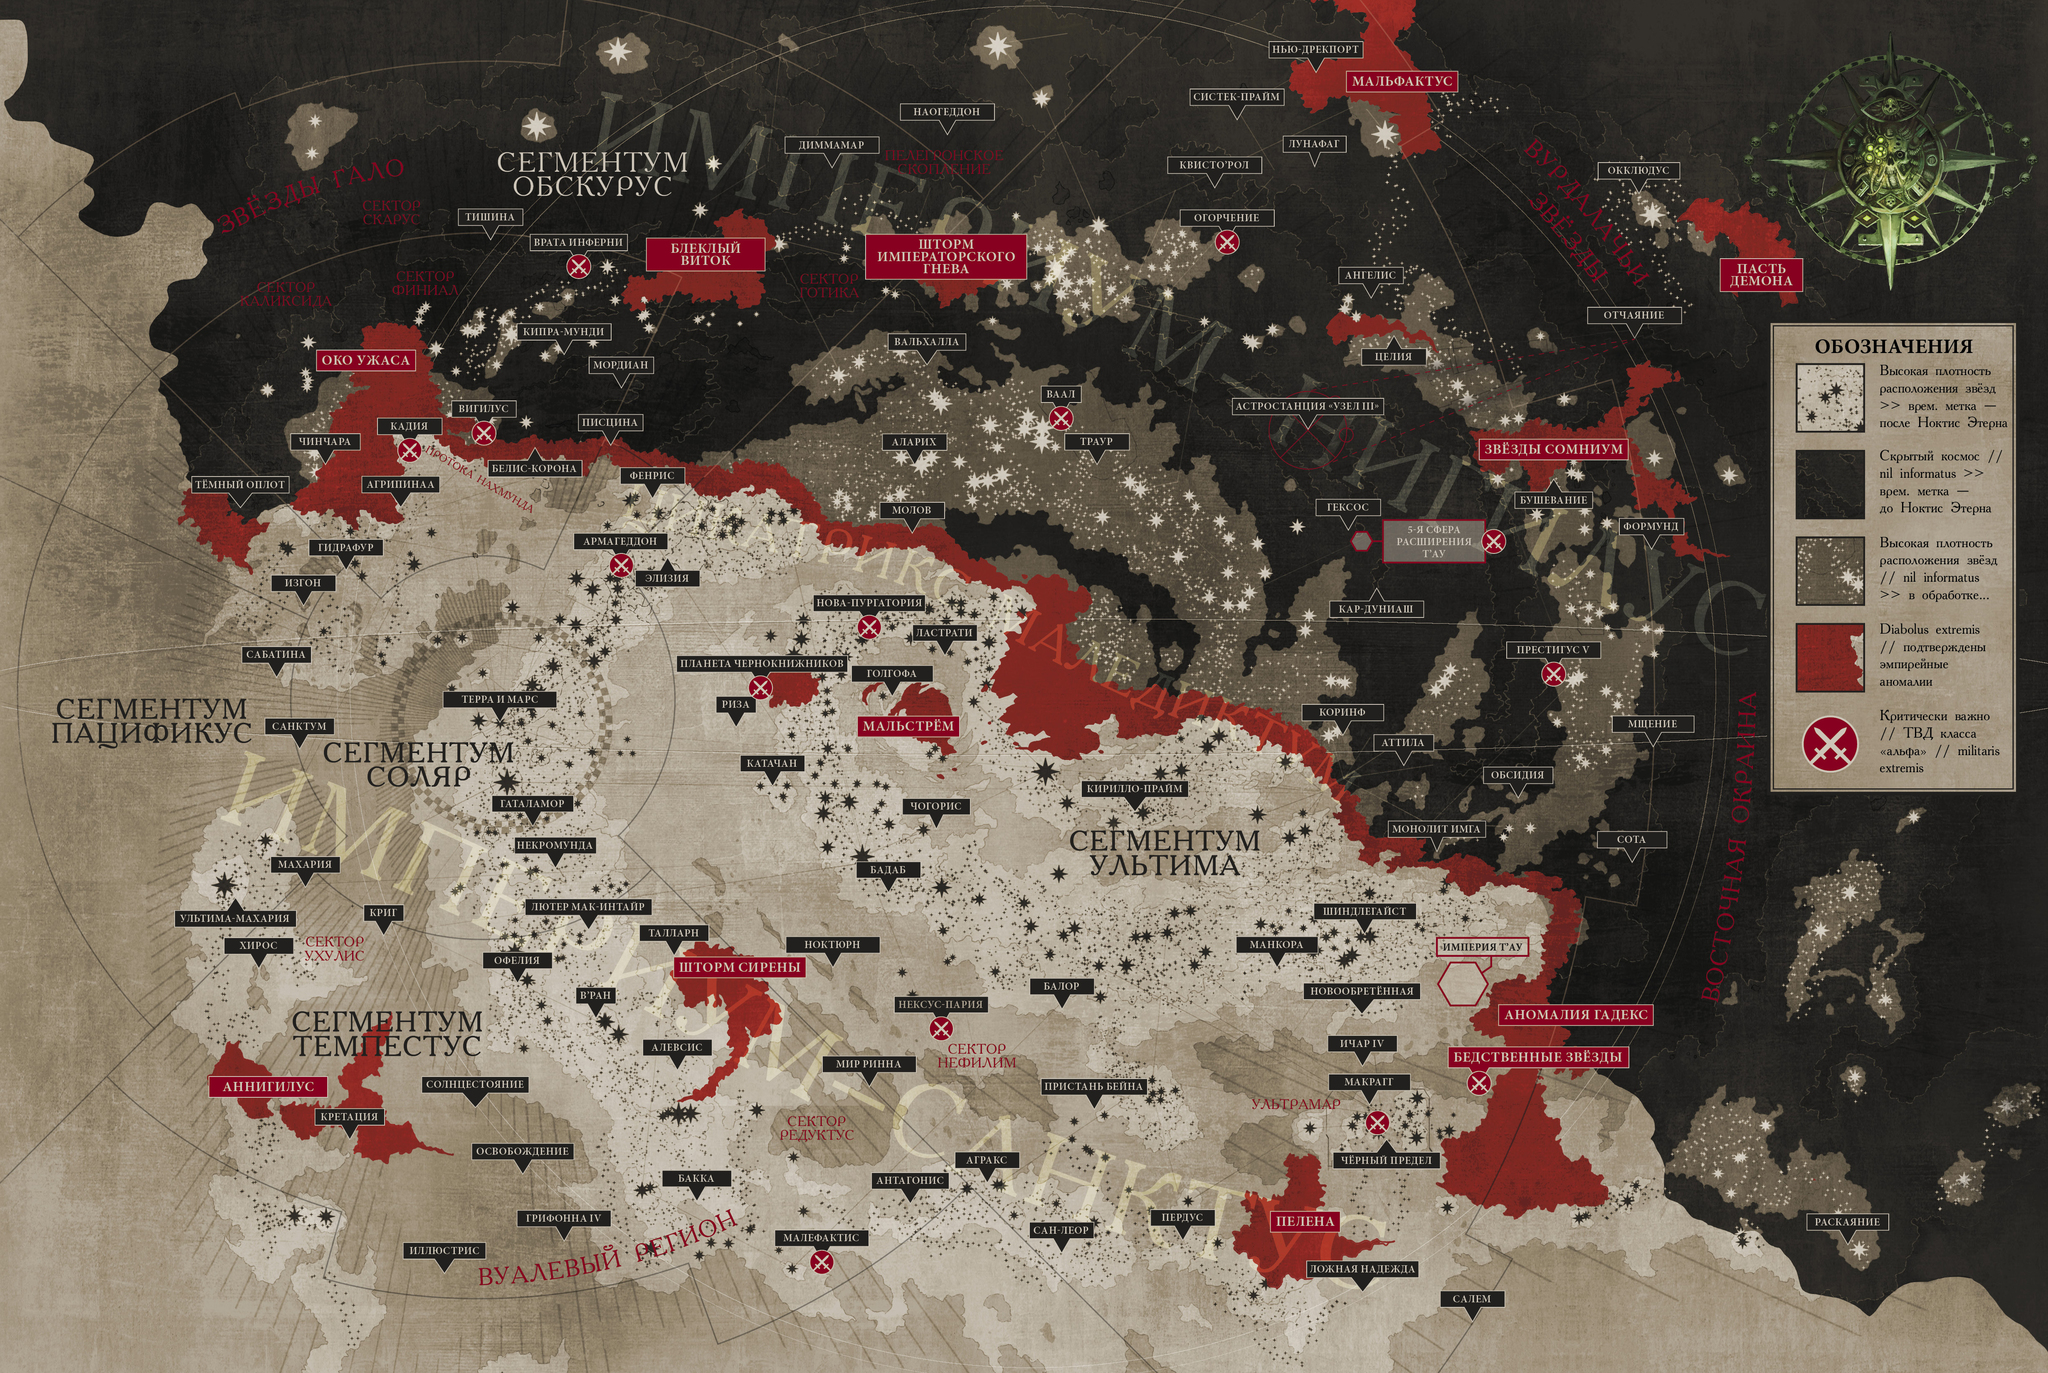 НЬЮ-ДРЕКПОРТ
МАЛЬФАКТУС
СИСТЕК-ПРАЙМ
НАОГЕДДОН
ДИММАМАР
ПЕЛЕГРОНСКОЕ
СКОПЛЕНИЕ
ЛУНАФАГ
КВИСТО'РОЛ
СЕГМЕНТУМ
ОБСКУРУС
ВУРДАЛАЧЬИ
ЗВЁЗДЫ
ОККЛЮДУС
ЗВЁЗДЫ ГАЛО
СЕКТОР
СКАРУС
ТИШИНА
ОГОРЧЕНИЕ
ВРАТА ИНФЕРНИ
БЛЕКЛЫЙ
ВИТОК
ШТОРМ
ИМПЕРАТОРСКОГО
ГНЕВА
ПАСТЬ
ДЕМОНА
СЕКТОР
КАЛИКСИДА
СЕКТОР
ФИНИАЛ
СЕКТОР
ГОТИКА
АНГЕЛИС
ОТЧАЯНИЕ
КИПРА-МУНДИ
ВАЛЬХАЛЛА
ЦЕЛИЯ
ОКО УЖАСА
МОРДИАН
ИМПЕРИУМ-НИГИЛУС
ВААЛ
ВИГИЛУС
АСТРОСТАНЦИЯ «УЗЕЛ III»
КАДИЯ
ПИСЦИНА
ЧИНЧАРА
АЛАРИХ
ТРАУР
ЗВЁЗДЫ СОМНИУМ
ПРОТОКА НАХМУНДА
БЕЛИС-КОРОНА
ФЕНРИС
ТЁМНЫЙ ОПЛОТ
АГРИПИНАА
БУШЕВАНИЕ
МОЛОВ
ГЕКСОС
ФОРМУНД
5-Я СФЕРА
РАСШИРЕНИЯ
Т'АУ
АРМАГЕДДОН
ГИДРАФУР
ЭЛИЗИЯ
ИЗГОН
ЦИКАТРИКС МАЛЕДИКТУМ
НОВА-ПУРГАТОРИЯ
КАР-ДУНИАШ
ЛАСТРАТИ
САБАТИНА
ПРЕСТИГУС V
ПЛАНЕТА ЧЕРНОКНИЖНИКОВ
ГОЛГОФА
ТЕРРА И МАРС
РИЗА
СЕГМЕНТУМ
ПАЦИФИКУС
САНКТУМ
МАЛЬСТРЁМ
КОРИНФ
МЩЕНИЕ
АТТИЛА
СЕГМЕНТУМ
СОЛЯР
КАТАЧАН
ОБСИДИЯ
КИРИЛЛО-ПРАЙМ
ГАТАЛАМОР
ЧОГОРИС
МОНОЛИТ ИМГА
СОТА
ВОСТОЧНАЯ ОКРАИНА
СЕГМЕНТУМ
УЛЬТИМА
НЕКРОМУНДА
МАХАРИЯ
БАДАБ
ЛЮТЕР МАК-ИНТАЙР
КРИГ
ШИНДЛЕГАЙСТ
УЛЬТИМА-МАХАРИЯ
ТАЛЛАРН
ХИРОС
СЕКТОР
УХУЛИС
НОКТЮРН
МАНКОРА
ИМПЕРИЯ Т'АУ
ОФЕЛИЯ
ШТОРМ СИРЕНЫ
БАЛОР
НОВООБРЕТЁННАЯ
В'РАН
НЕКСУС-ПАРИЯ
АНОМАЛИЯ ГАДЕКС
СЕГМЕНТУМ
ТЕМПЕСТУС
АЛЕВСИС
СЕКТОР
НЕФИЛИМ
ИЧАР IV
БЕДСТВЕННЫЕ ЗВЁЗДЫ
МИР РИННА
ПРИСТАНЬ БЕЙНА
МАКРАГГ
АННИГИЛУС
СОЛНЦЕСТОЯНИЕ
УЛЬТРАМАР
КРЕТАЦИЯ
СЕКТОР
РЕДУКТУС
ОСВОБОЖДЕНИЕ
АГРАКС
ЧЁРНЫЙ ПРЕДЕЛ
БАККА
АНТАГОНИС
ИМПЕРИУМ-САНКТУС
ГРИФОННА IV
САН-ЛЕОР
ПЕРДУС
ПЕЛЕНА
РАСКАЯНИЕ
МАЛЕФАКТИС
ИЛЛЮСТРИС
ВУАЛЕВЫЙ РЕГИОН
ЛОЖНАЯ НАДЕЖДА
САЛЕМ
ОБОЗНАЧЕНИЯ
Высокая плотность
расположения звёзд
>> врем. метка —
после Ноктис Этерна
Скрытый космос //
nil informatus >>
врем. метка —
до Ноктис Этерна
Высокая плотность
расположения звёзд
// nil informatus
>> в обработке...
Diabolus extremis
// подтверждены
эмпирейные
аномалии
Критически важно
// ТВД класса
«альфа» // militaris
extremis